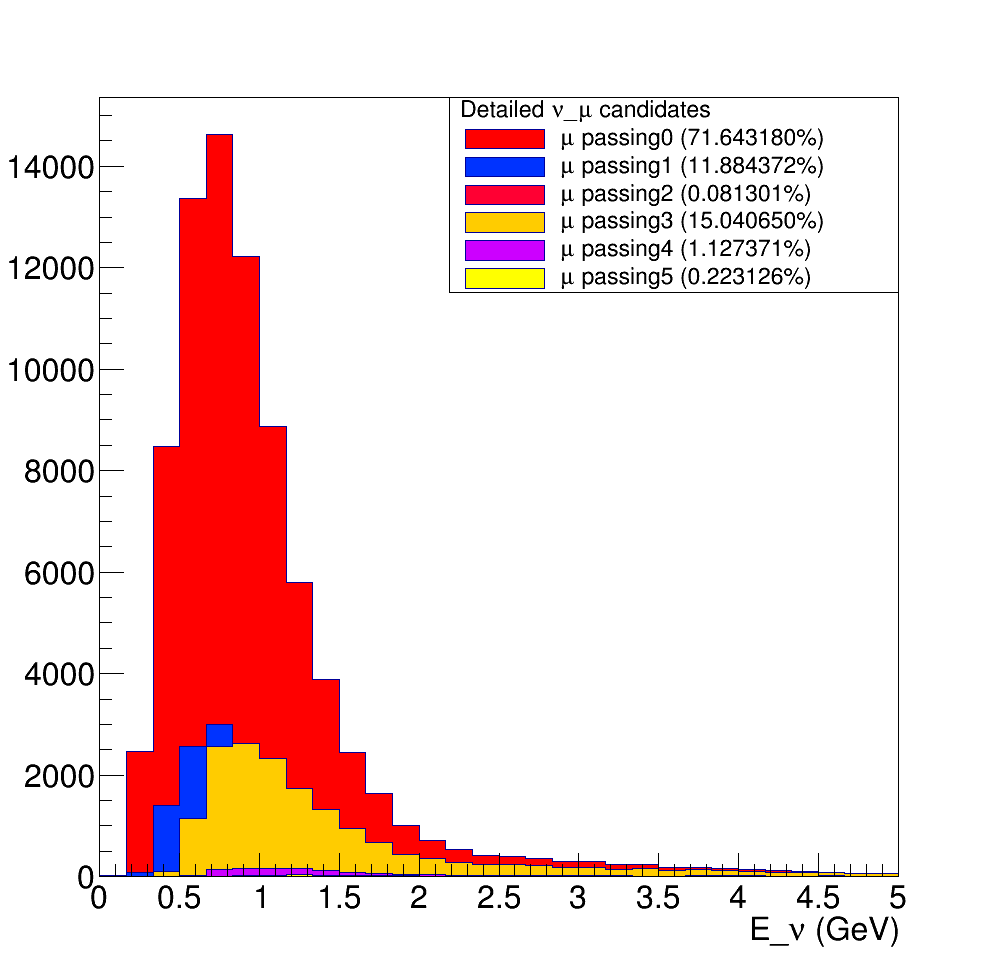 Detailed ν_μ candidates
μ passing0 (71.643180%)
μ passing1 (11.884372%)
μ passing2 (0.081301%)
μ passing3 (15.040650%)
μ passing4 (1.127371%)
μ passing5 (0.223126%)
14000
12000
10000
8000
6000
4000
2000
0
0 0.5 1 1.5 2 2.5 3 3.5 4 4.5 5
E_ν (GeV)